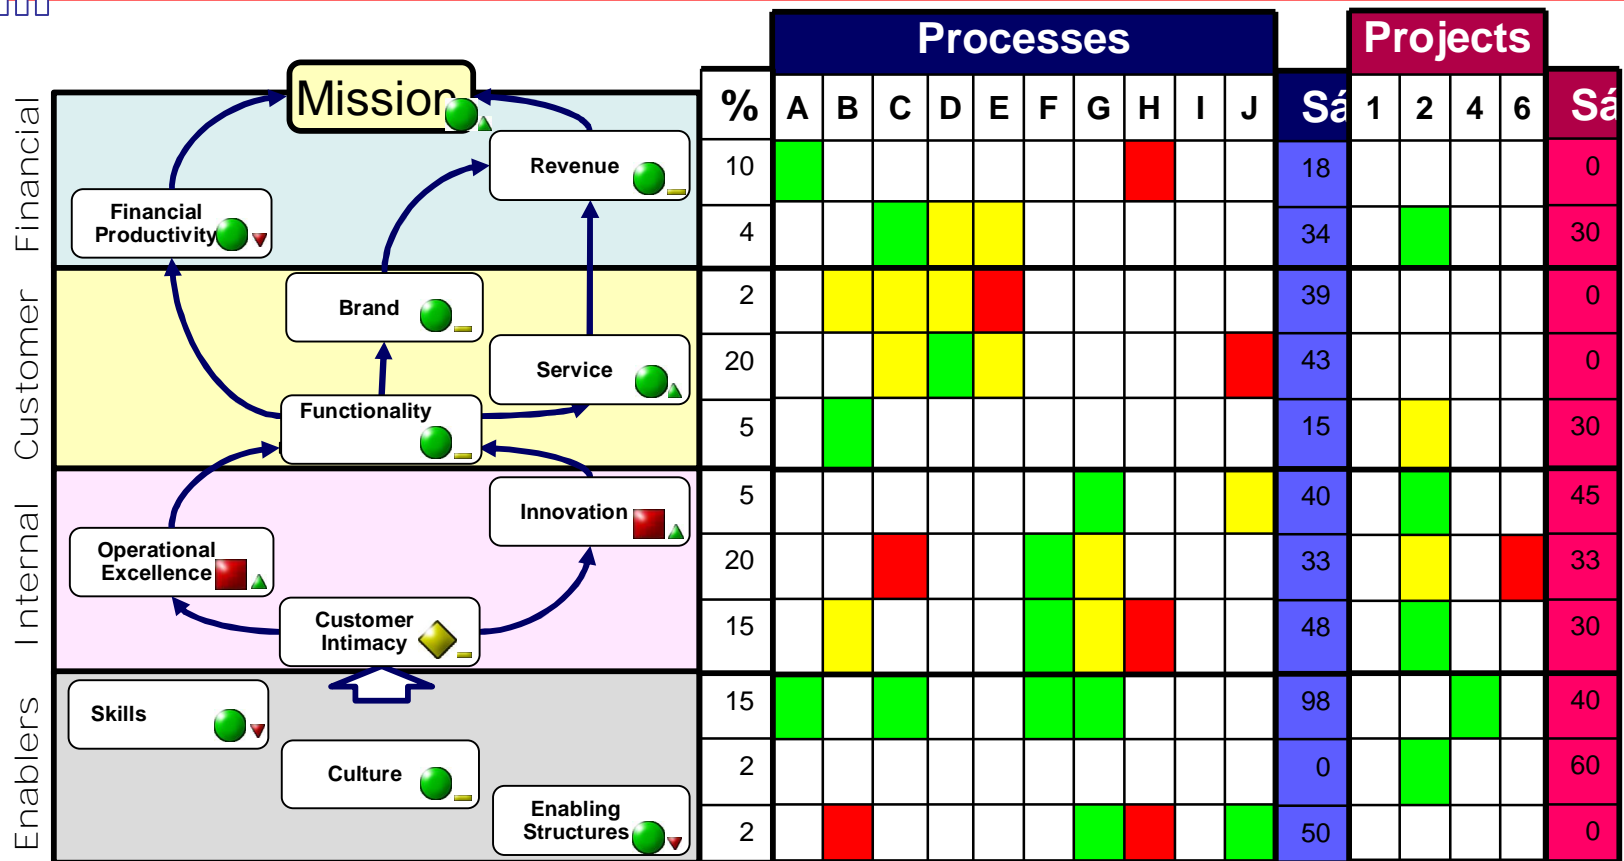 Processes
Projects
% A B C D E F G H I J Sá 1 2 4 6 Sá
Financial
Customer
Internal
Enablers
Mission
Revenue
Financial
Productivity
Brand
Service
Functionality
Innovation
Operational
Excellence
Customer
Intimacy
Skills
Culture
Enabling
Structures
10 18 0
4 34 30
2 39 0
20 43 0
5 15 30
5 40 45
20 33 33
15 48 30
15 98 40
2 0 60
2 50 0